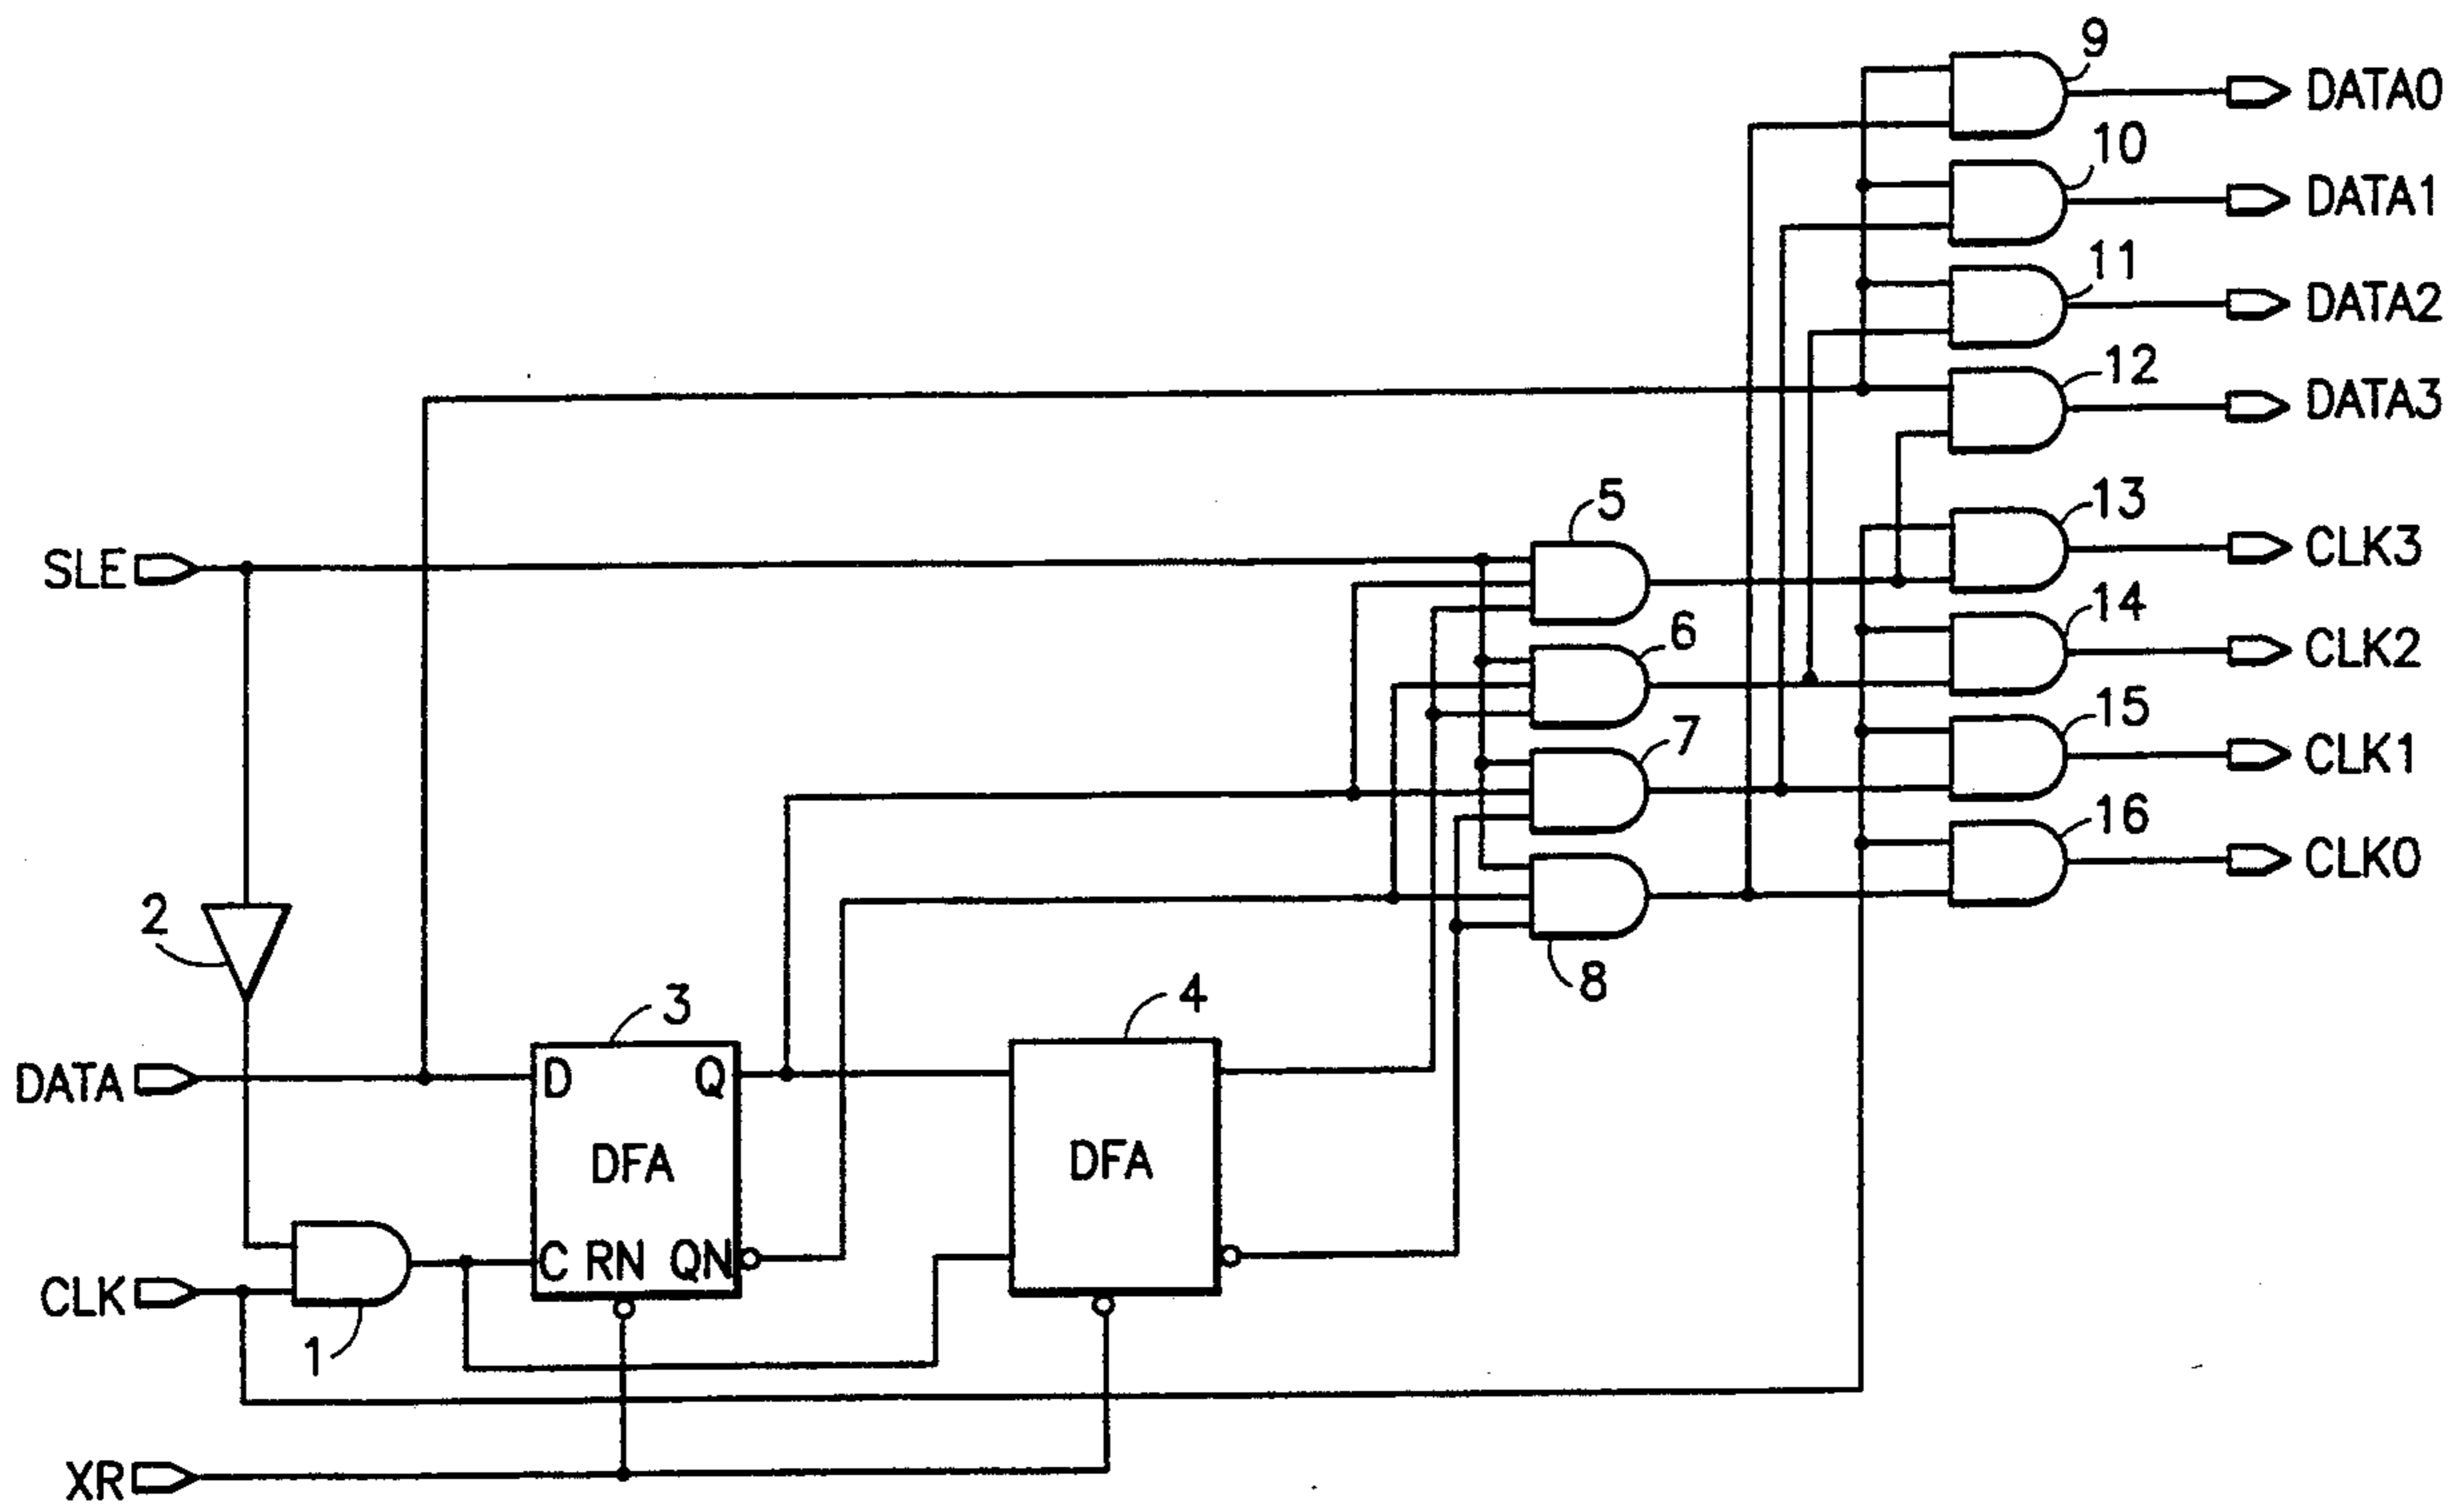 9
DATA0
10
DATA1
11
DATA2
12
DATA3
5
13
SLE
CLK3
6
14
CLK2
7
15
CLK1
16
CLK0
2
8
3
4
DATA
D Q
DFA
DFA
C RN QN
CLK
1
XR